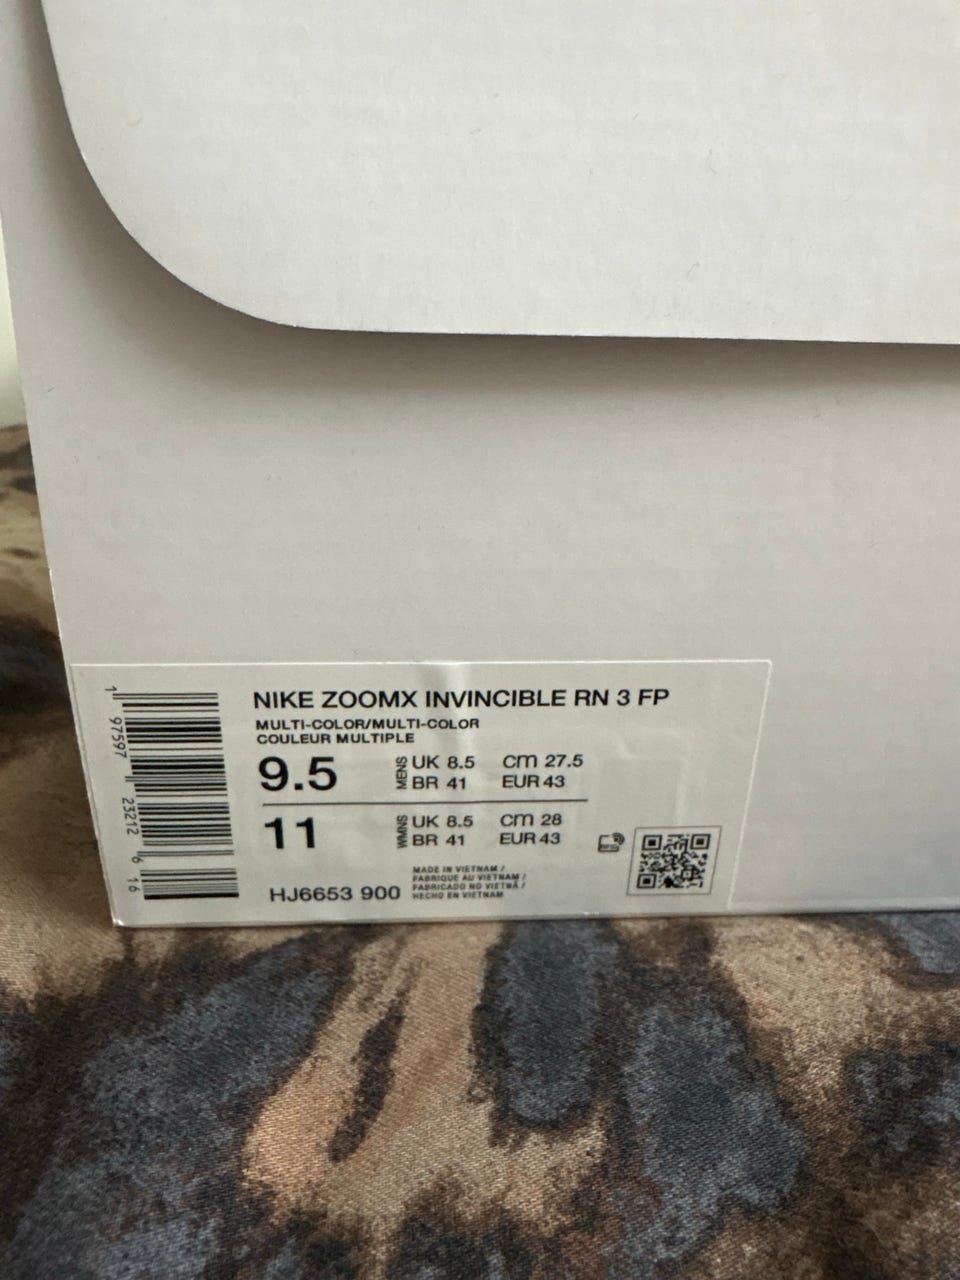 NIKE ZOOMX INVINCIBLE RN 3 FP
MULTI-COLOR/MULTI-COLOR
COULEUR MULTIPLE
9.5 MENS UK 8.5 cm 27.5
BR 41 EUR 43
11 WMNS UK 8.5 cm 28
BR 41 EUR 43
HJ6653 900
MADE IN VIETNAM /
FABRIQUE AU VIETNAM /
FABRICADO NO VIETNÃ /
HECHO EN VIETNAM
1 97597 23212 6 16